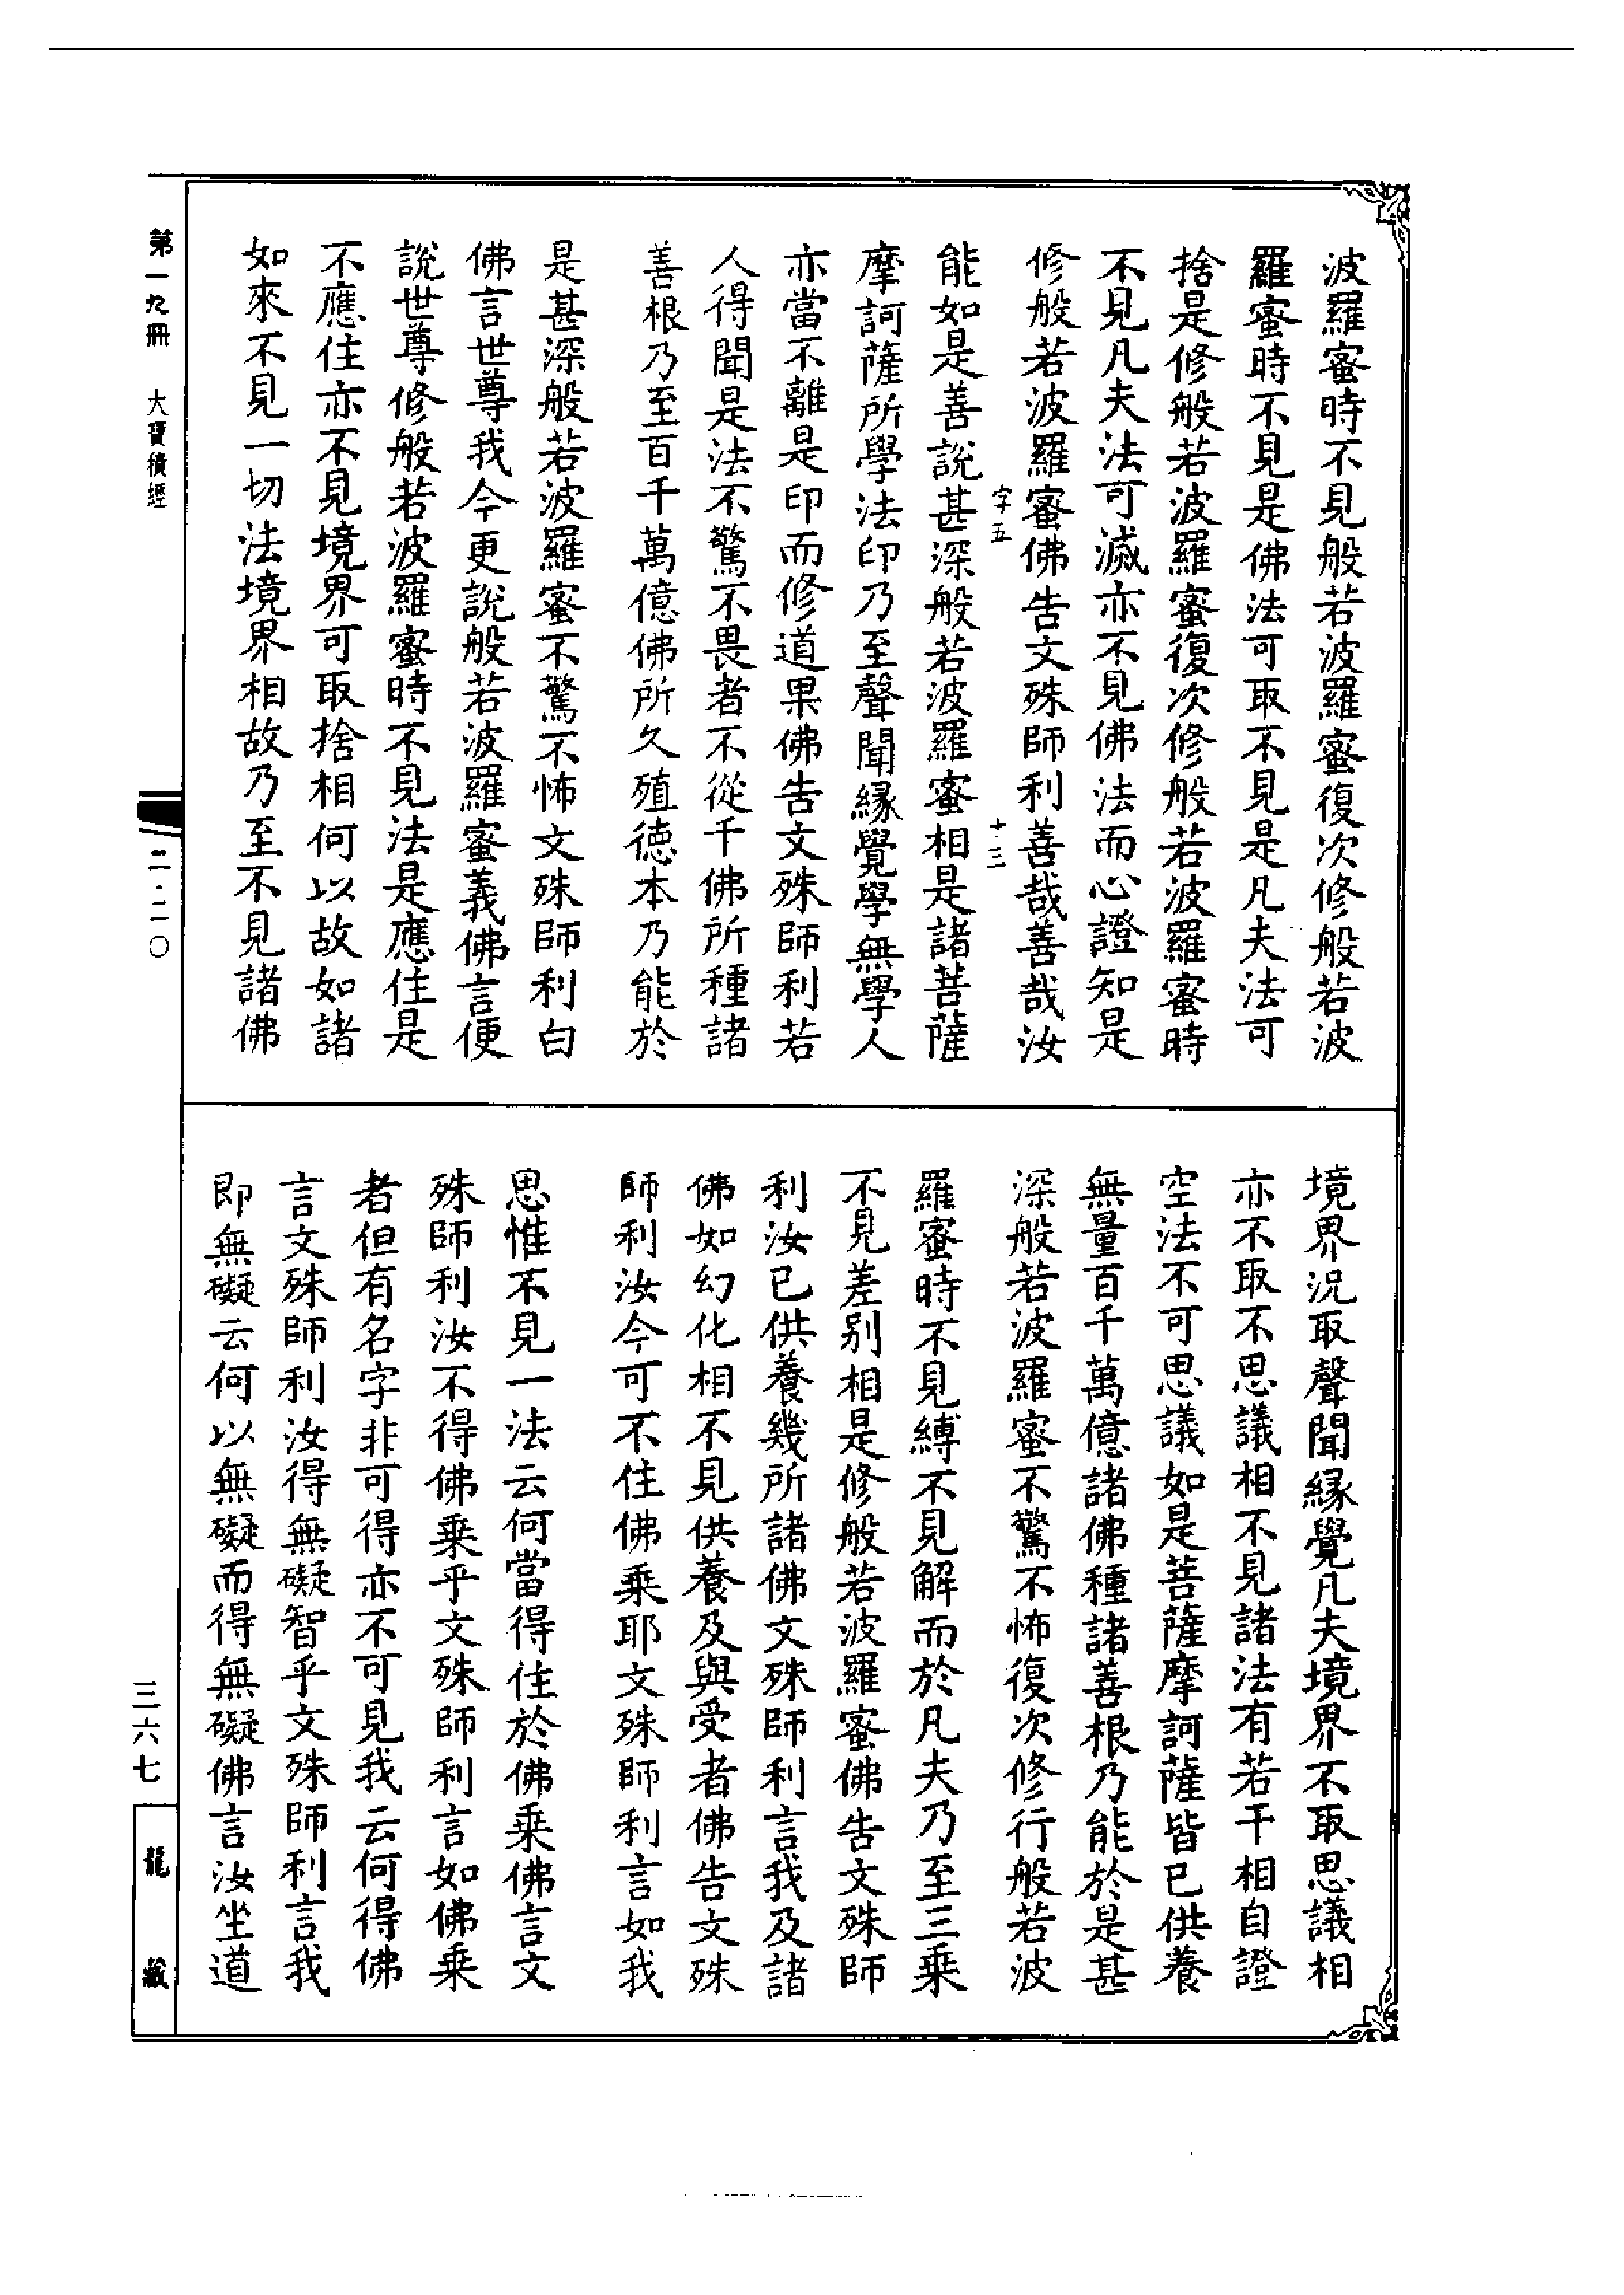 波羅蜜時不見般若波羅蜜復次修般若波
羅蜜時不見是佛法可取不見是凡夫法可
捨是修般若波羅蜜復次修般若波羅蜜時
不見凡夫法可滅亦不見佛法而心證知是
修般若波羅蜜佛告文殊師利善哉善哉汝
字五 十三
能如是善說甚深般若波羅蜜相是諸菩薩
摩訶薩所學法印乃至聲聞緣覺學無學人
亦當不離是印而修道果佛告文殊師利若
人得聞是法不驚不畏者不從千佛所種諸
善根乃至百千萬億佛所久殖德本乃能於
是甚深般若波羅蜜不驚不怖文殊師利白
佛言世尊我今更說般若波羅蜜義佛言便
說世尊修般若波羅蜜時不見法是應住是
不應住亦不見境界可取捨相何以故如諸
如來不見一切法境界相故乃至不見諸佛
境界況取聲聞緣覺凡夫境界不取思議相
亦不取不思議相不見諸法有若干相自證
空法不可思議如是菩薩摩訶薩皆已供養
無量百千萬億諸佛種諸善根乃能於是甚
深般若波羅蜜不驚不怖復次修行般若波
羅蜜時不見縛不見解而於凡夫乃至三乘
不見差別相是修般若波羅蜜佛告文殊師
利汝已供養幾所諸佛文殊師利言我及諸
佛如幻化相不見供養及與受者佛告文殊
師利汝今可不住佛乘耶文殊師利言如我
思惟不見一法云何當得住於佛乘佛言文
殊師利汝不得佛乘乎文殊師利言如佛乘
者但有名字非可得亦不可見我云何得佛
言文殊師利汝得無礙智乎文殊師利言我
即無礙云何以無礙而得無礙佛言汝坐道
第一九冊 大寶積經
一二〇
三六七
龍藏